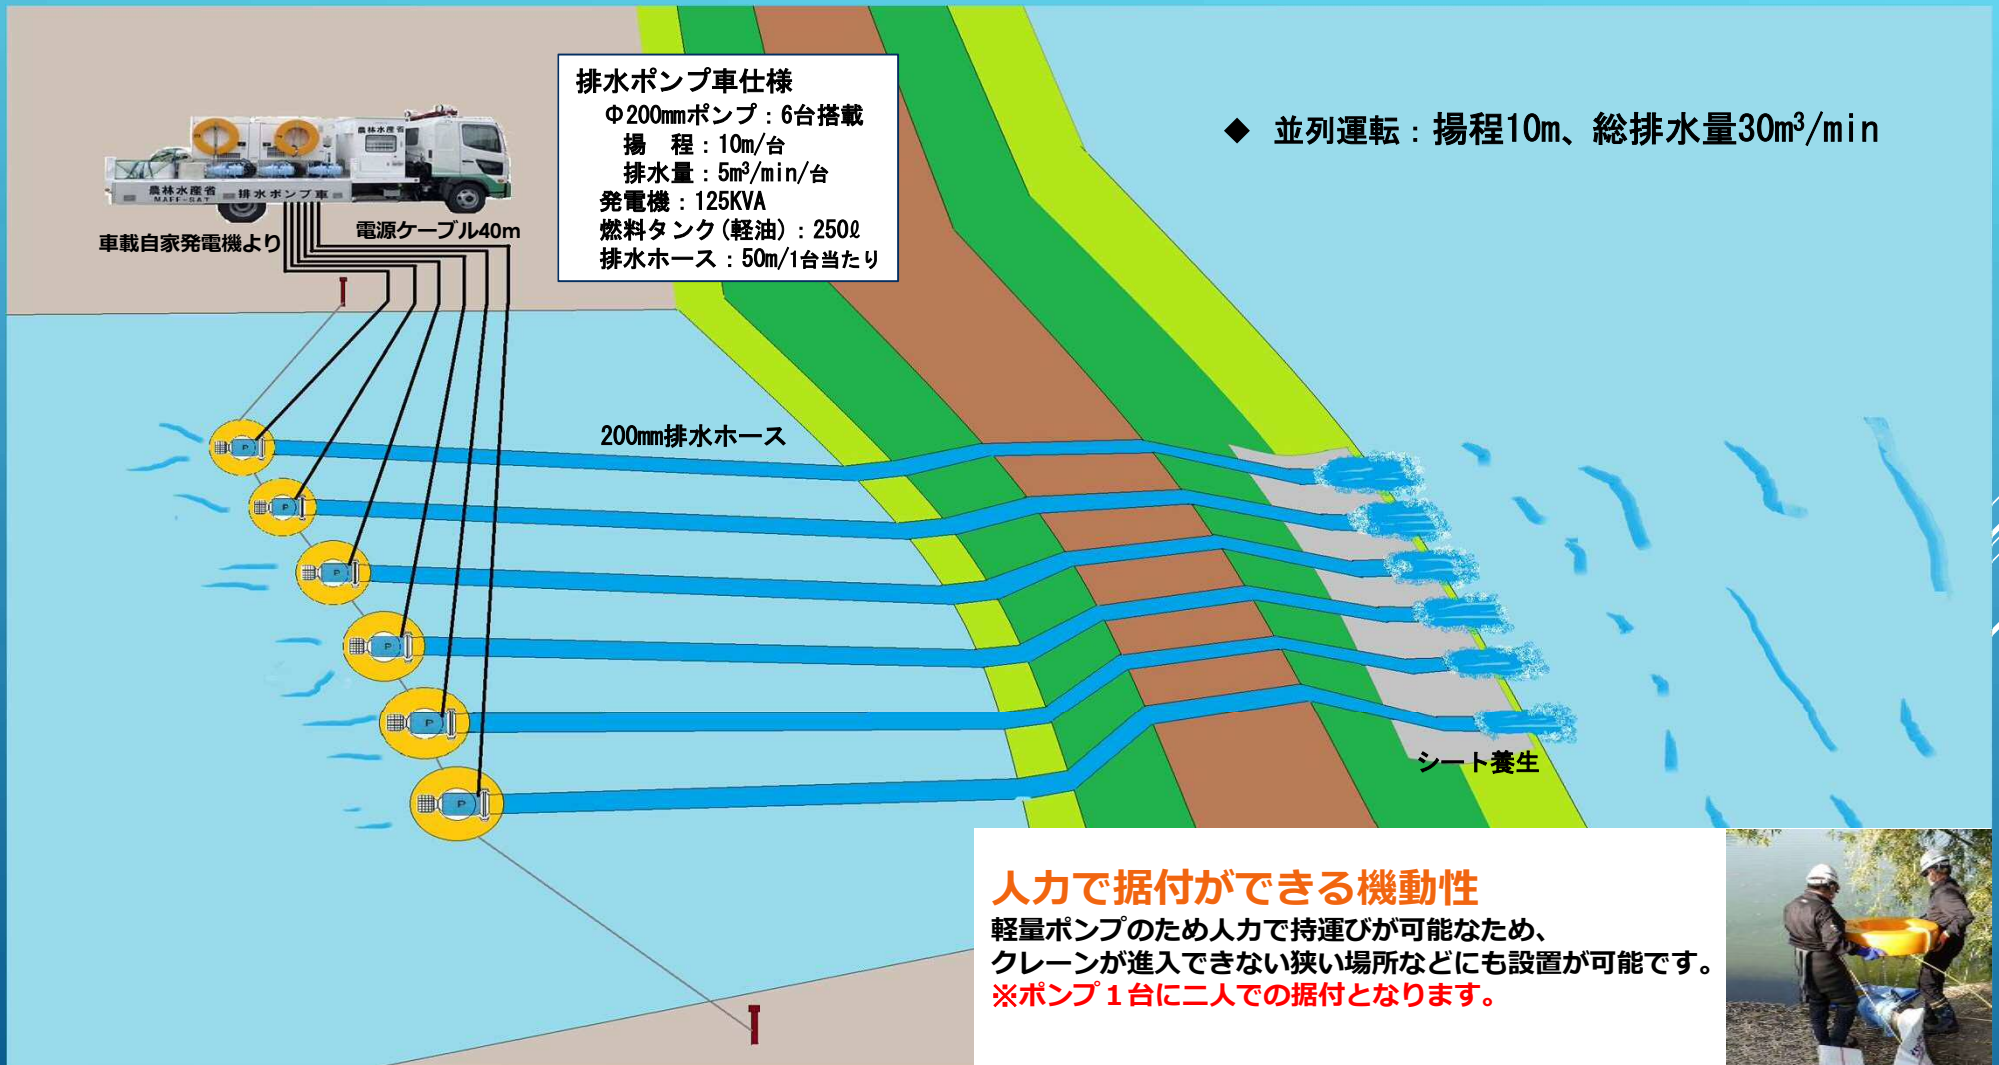 排水ポンプ車仕様
Φ200mmポンプ：6台搭載
揚　程：10m/台
排水量：5m³/min/台
発電機：125KVA
燃料タンク(軽油)：250ℓ
排水ホース：50m/1台当たり
◆ 並列運転：揚程10m、総排水量30m³/min
農林水産省
農林水産省
MAFF-SAT
排水ポンプ車
車載自家発電機より
電源ケーブル40m
200mm排水ホース
P
P
P
P
P
P
シート養生
人力で据付ができる機動性
軽量ポンプのため人力で持運びが可能なため、
クレーンが進入できない狭い場所などにも設置が可能です。
※ポンプ１台に二人での据付となります。